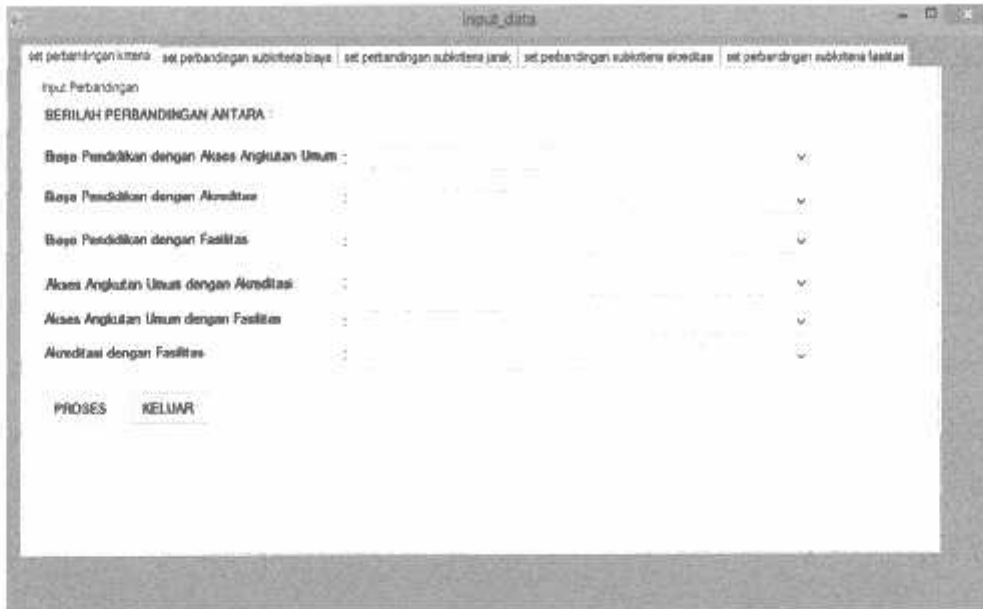 input_data
set perbandingan kriteria set perbandingan subkriteria biaya set perbandingan subkriteria jarak set perbandingan subkriteria akreditasi set perbandingan subkriteria fasilitas
Input Perbandingan
BERILAH PERBANDINGAN ANTARA :
Biaya Pendidikan dengan Akses Angkutan Umum :
Biaya Pendidikan dengan Akreditasi :
Biaya Pendidikan dengan Fasilitas :
Akses Angkutan Umum dengan Akreditasi :
Akses Angkutan Umum dengan Fasilitas :
Akreditasi dengan Fasilitas :
PROSES KELUAR